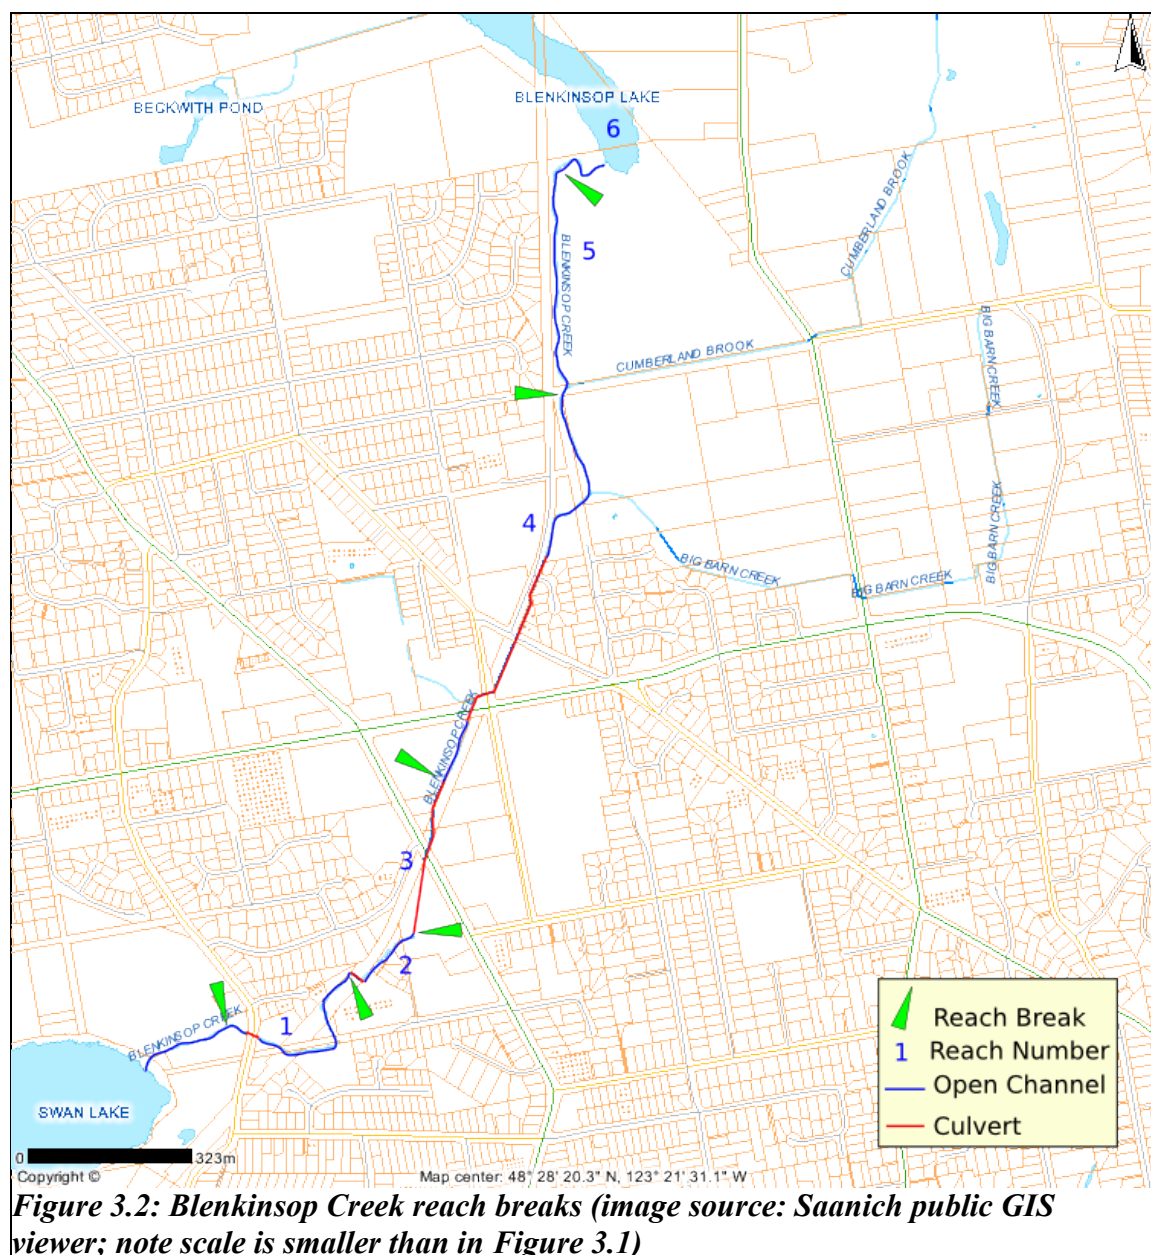 BLENKINSOP LAKE
BECKWITH POND
6
CUMBERLAND BROOK
5
BLENKINSOP CREEK
BIG BARN CREEK
CUMBERLAND BROOK
4
BIG BARN CREEK
BIG BARN CREEK
BIG BARN CREEK
BLENKINSOP CREEK
3
2
1
BLENKINSOP CREEK
SWAN LAKE
Reach Break
1 Reach Number
Open Channel
Culvert
0 323m
Copyright © Map center: 48° 28' 20.3" N, 123° 21' 31.1" W
Figure 3.2: Blenkinsop Creek reach breaks (image source: Saanich public GIS
viewer; note scale is smaller than in Figure 3.1)